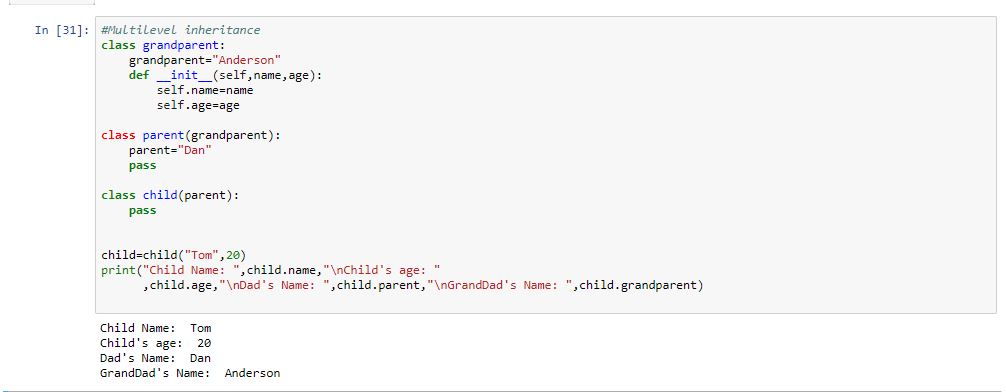 In [31]: #Multilevel inheritance
class grandparent:
    grandparent="Anderson"
    def __init__(self,name,age):
        self.name=name
        self.age=age
class parent(grandparent):
    parent="Dan"
    pass
class child(parent):
    pass
child=child("Tom",20)
print("Child Name: ",child.name,"\nChild's age: "
      ,child.age,"\nDad's Name: ",child.parent,"\nGrandDad's Name: ",child.grandparent)
Child Name:  Tom
Child's age:  20
Dad's Name:  Dan
GrandDad's Name:  Anderson